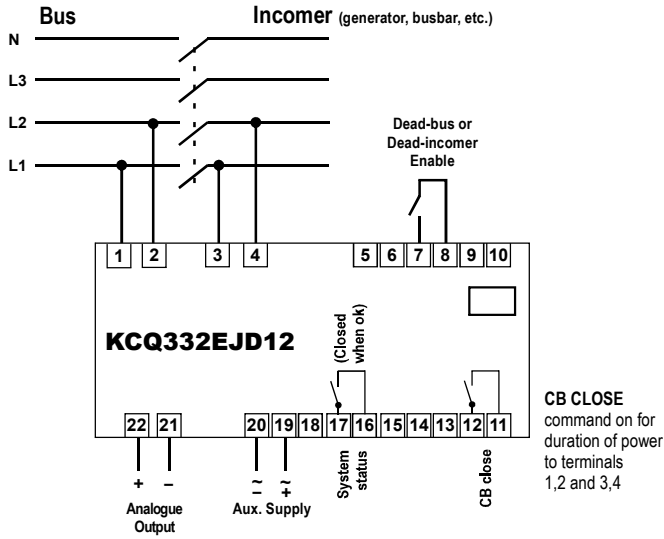 Bus
Incomer (generator, busbar, etc.)
N
L3
L2
L1
Dead-bus or
Dead-incomer
Enable
1 2 3 4 5 6 7 8 9 10
KCQ332EJD12
(Closed
when ok)
22 21 20 19 18 17 16 15 14 13 12 11
+ – ~ – ~ +
Analogue
Output
Aux. Supply
System
status
CB close
CB CLOSE
command on for
duration of power
to terminals
1,2 and 3,4